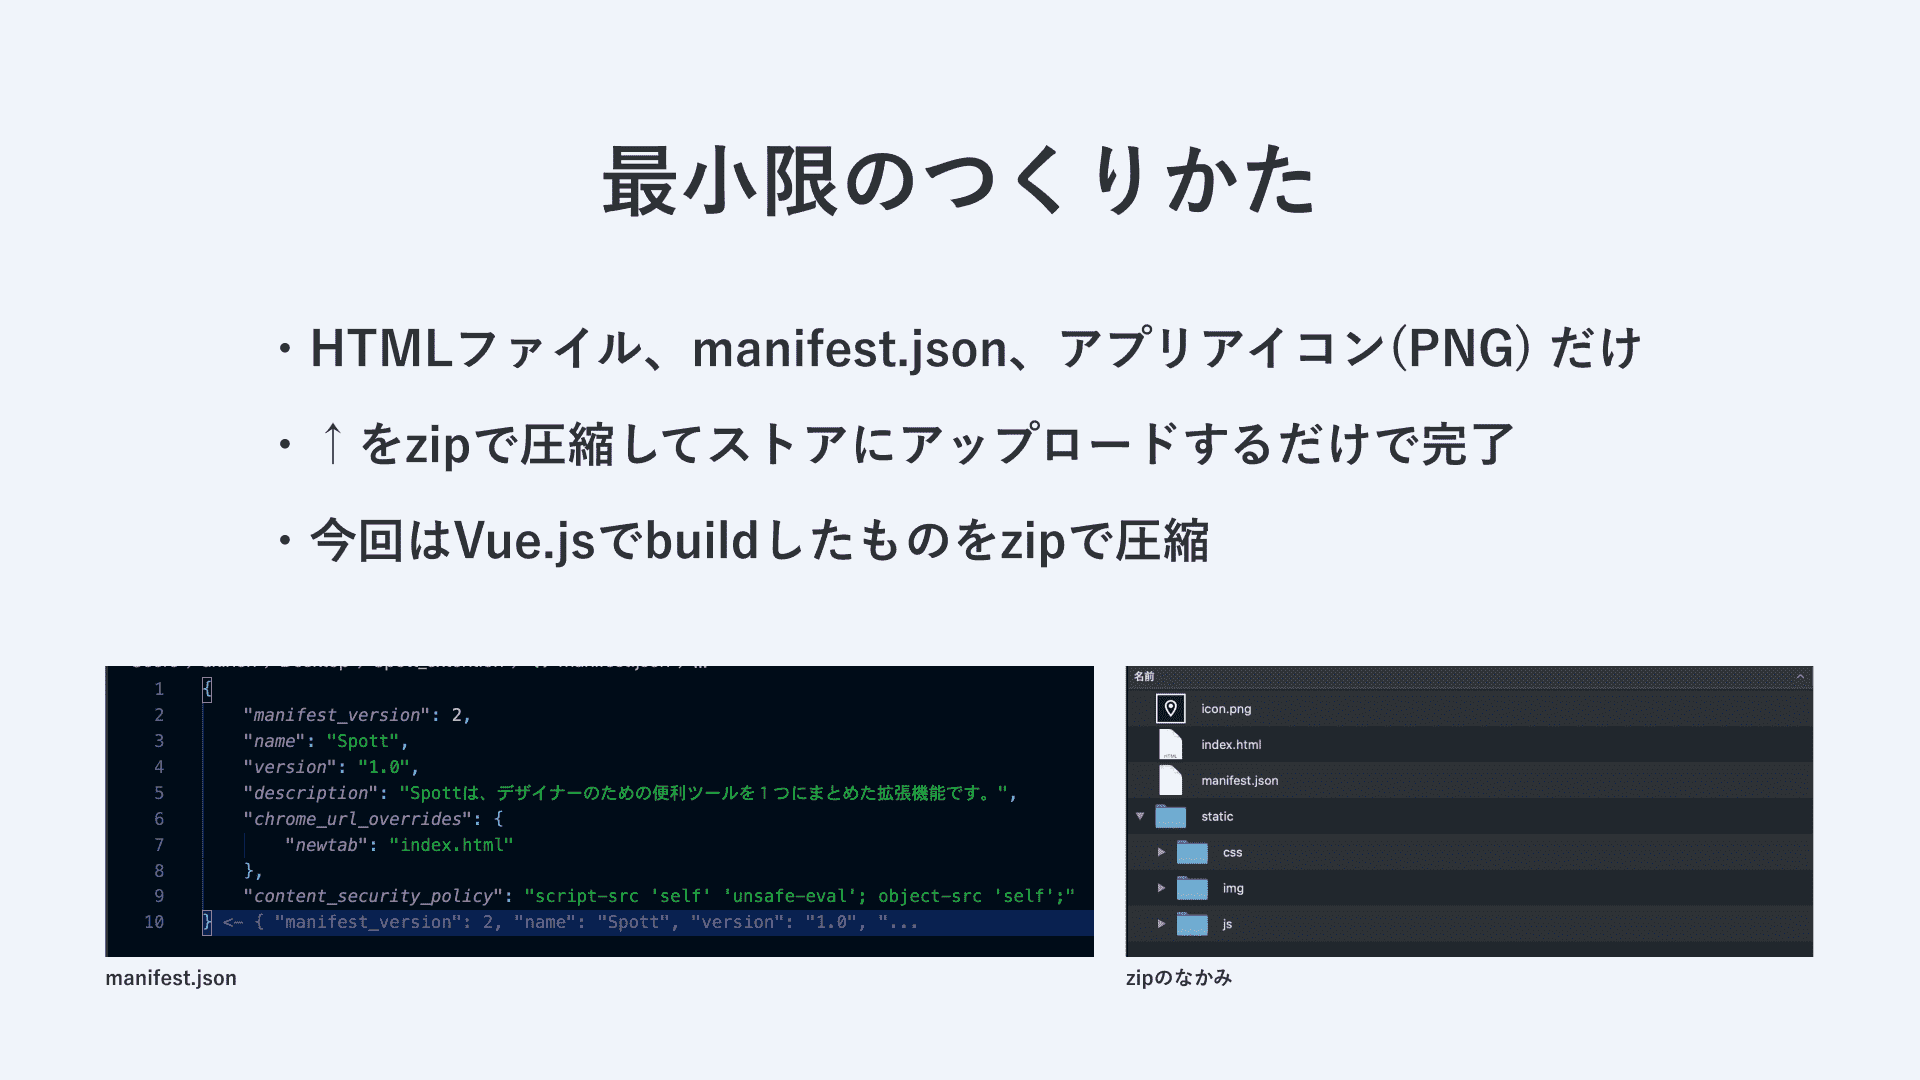 最小限のつくりかた
・HTMLファイル、manifest.json、アプリアイコン(PNG) だけ
・↑ をzipで圧縮してストアにアップロードするだけで完了
・今回はVue.jsでbuildしたものをzipで圧縮
1 {
2 "manifest_version": 2,
3 "name": "Spott",
4 "version": "1.0",
5 "description": "Spottは、デザイナーのための便利ツールを１つにまとめた拡張機能です。",
6 "chrome_url_overrides": {
7 "newtab": "index.html"
8 },
9 "content_security_policy": "script-src 'self' 'unsafe-eval'; object-src 'self';"
10 } <- { "manifest_version": 2, "name": "Spott", "version": "1.0", "...
manifest.json
名前
icon.png
index.html
manifest.json
static
css
img
js
zipのなかみ